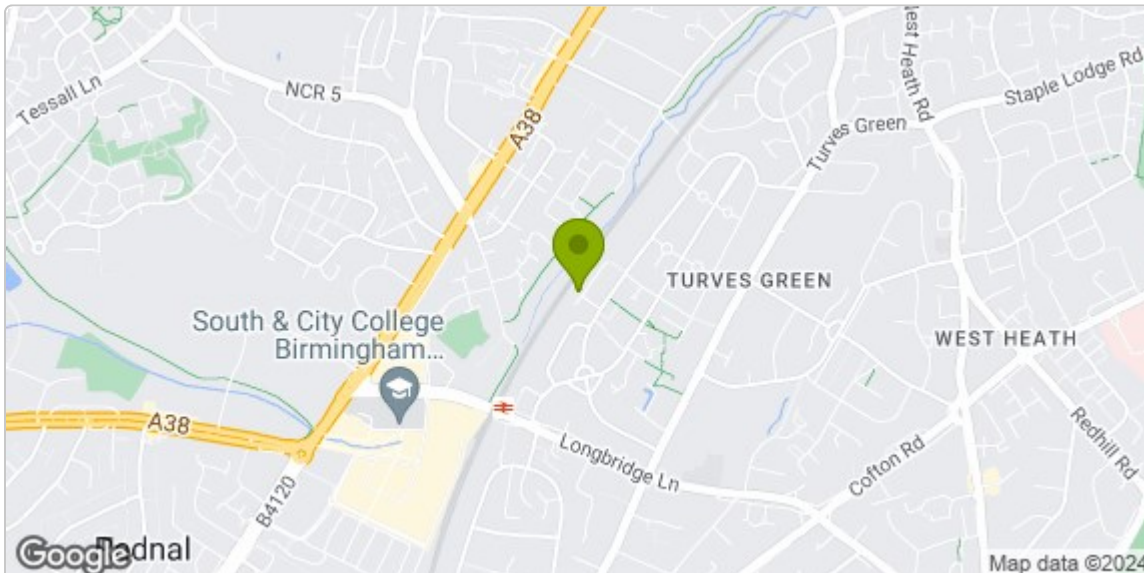 Tessall Ln
NCR 5
A38
West Heath Rd
Staple Lodge Rd
Turves Green
TURVES GREEN
South & City College
Birmingham...
WEST HEATH
A38
Longbridge Ln
Cofton Rd
Redhill Rd
B4120
Google
Map data ©2024